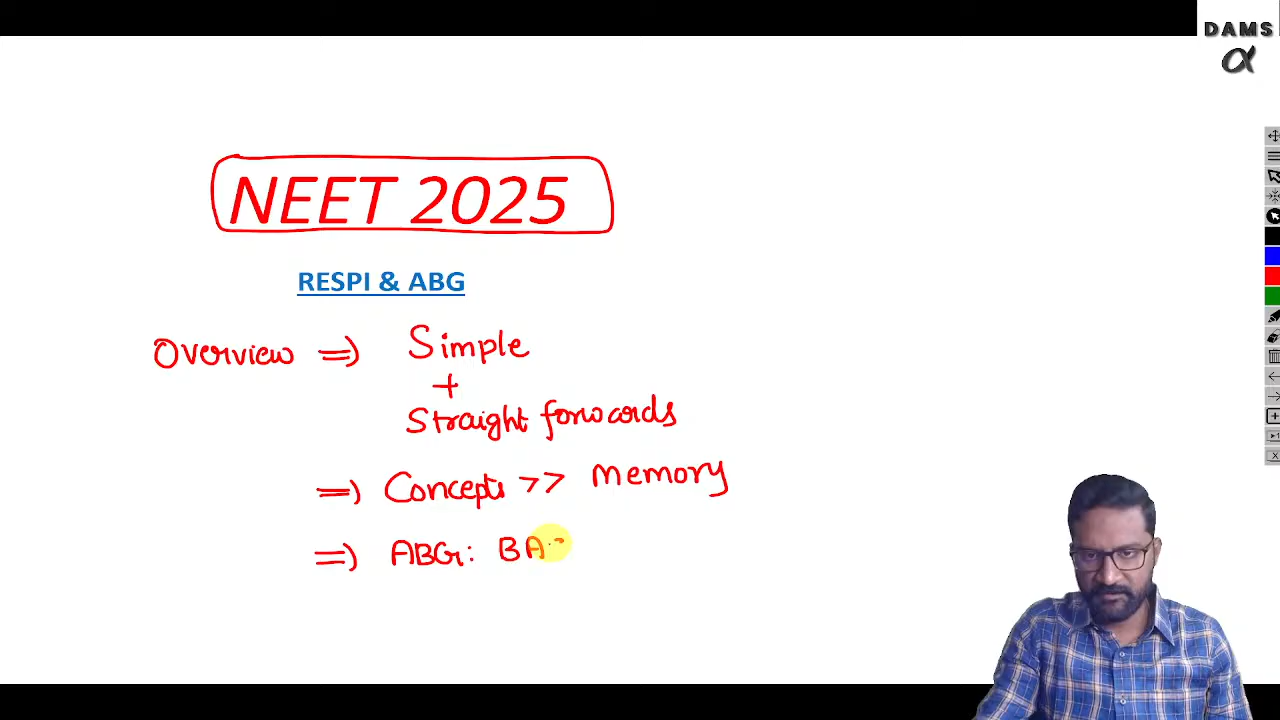 DAMS
α
NEET 2025
RESPI & ABG
Overview ⇒ Simple
+
Straight forwards
⇒ Concepts >> Memory
⇒ ABG: BA